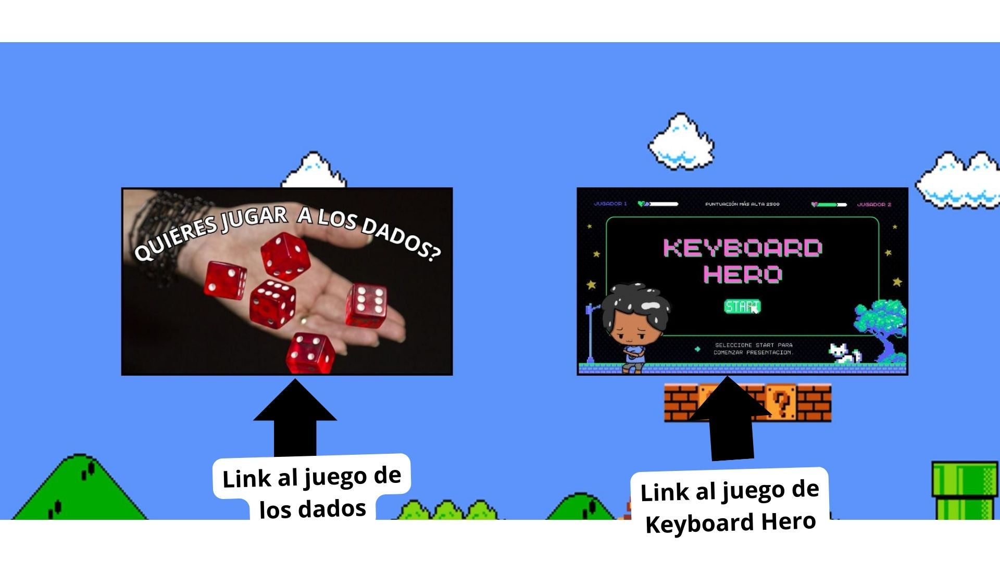 QUIERES JUGAR A LOS DADOS?
JUGADOR 1
PUNTUACIÓN MÁS ALTA 2500
JUGADOR 2
KEYBOARD
HERO
START
SELECCIONE START PARA
COMENZAR PRESENTACION.
?
Link al juego de
los dados
Link al juego de
Keyboard Hero